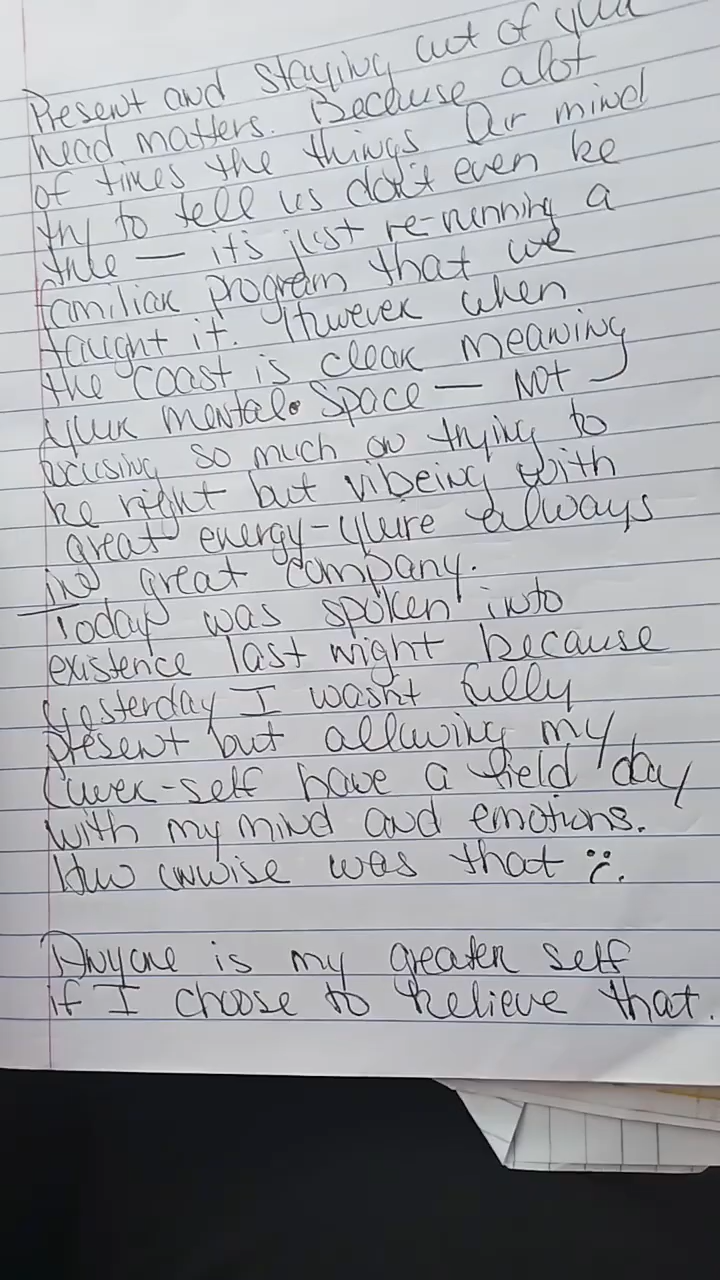 Present and staying out of your
head matters. Because alot
of times the things Our mind
try to tell us don't even be
true — it's just re-running a
familiar program that we
taught it. However when
the coast is clear meaning
your mental space — Not
focusing so much on trying to
be right but vibeing with
great energy-you're always
in great company.
Today was spoken into
existence last night because
yesterday I wasn't fully
present but allowing my
lower-self have a field day
with my mind and emotions.
How unwise was that :(.
Anyone is my greater self
if I choose to believe that.